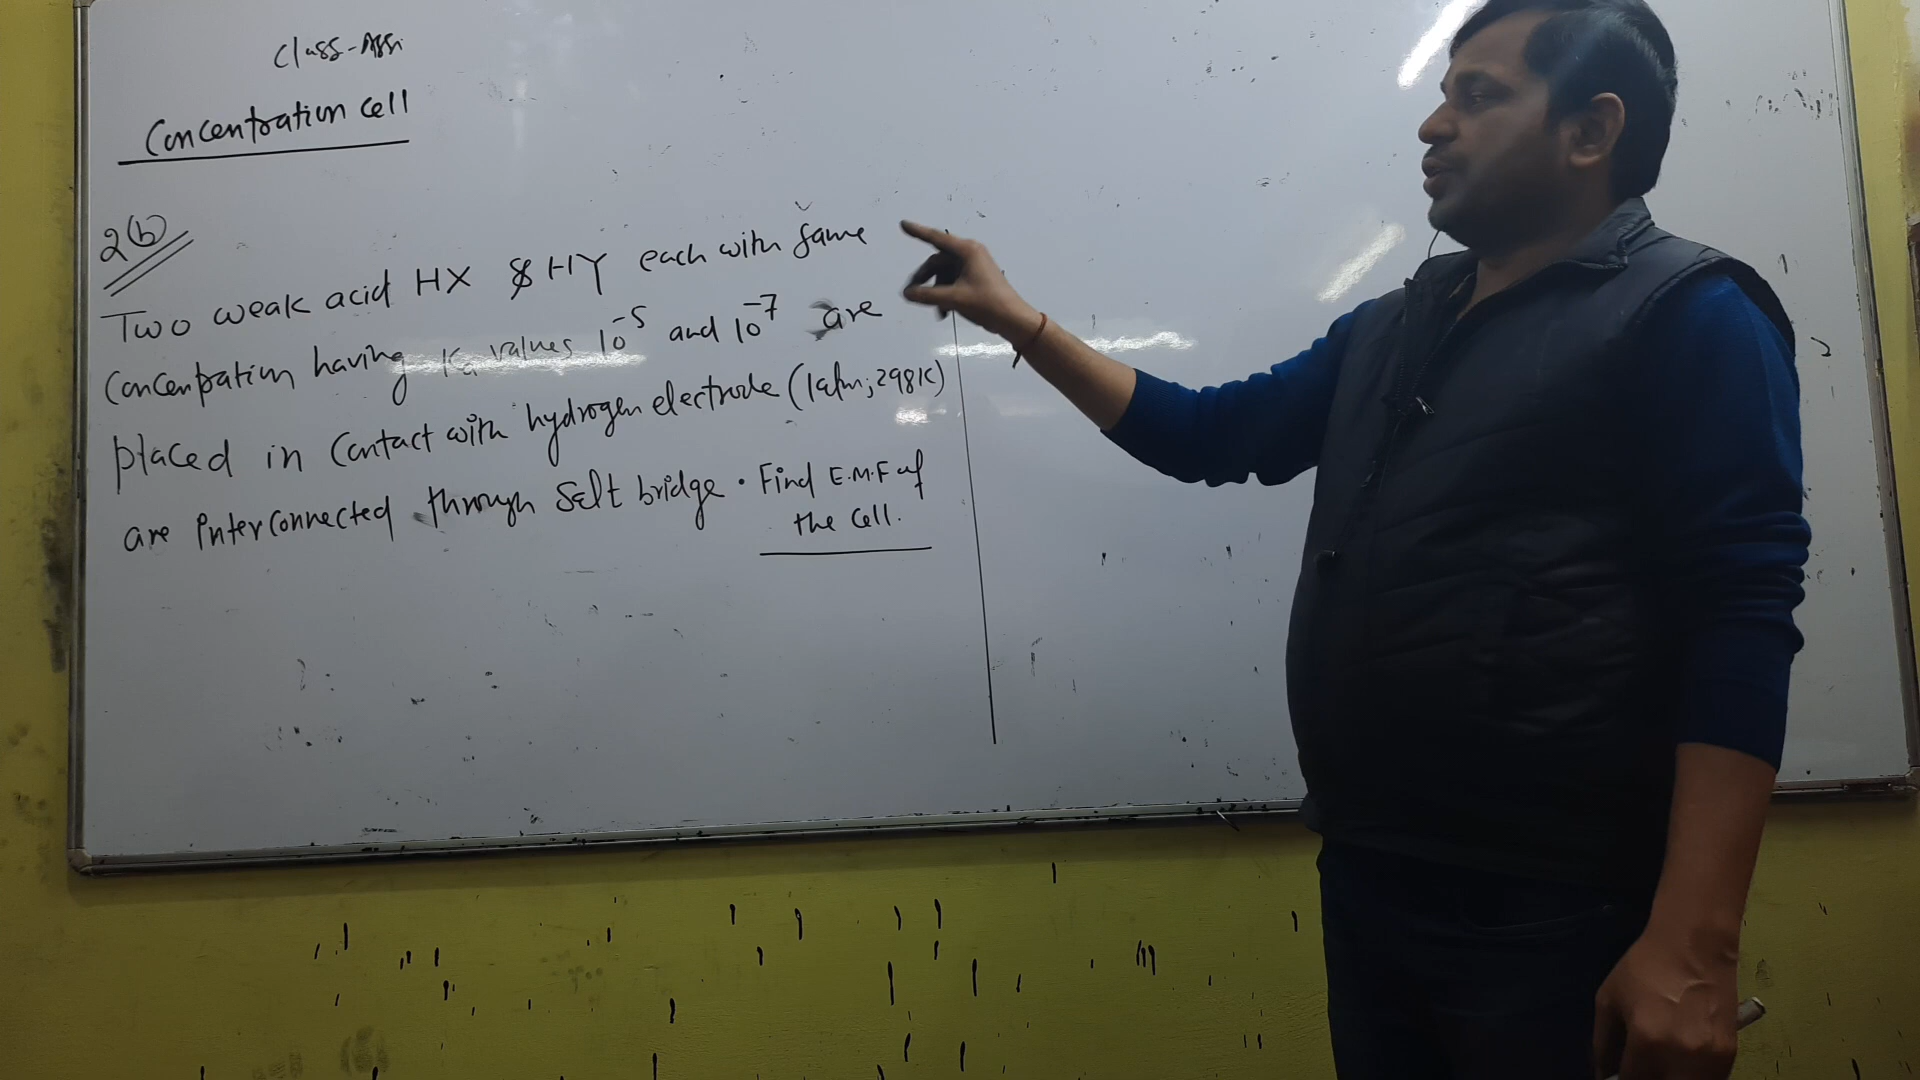 Class-Assi
Concentration cell
2(b)
Two weak acid HX & HY each with same
Concentration having Ka values 10⁻⁵ and 10⁻⁷ are
placed in Contact with hydrogen electrode (1atm; 298K)
are interconnected through Salt bridge. Find E.M.F of
the Cell.